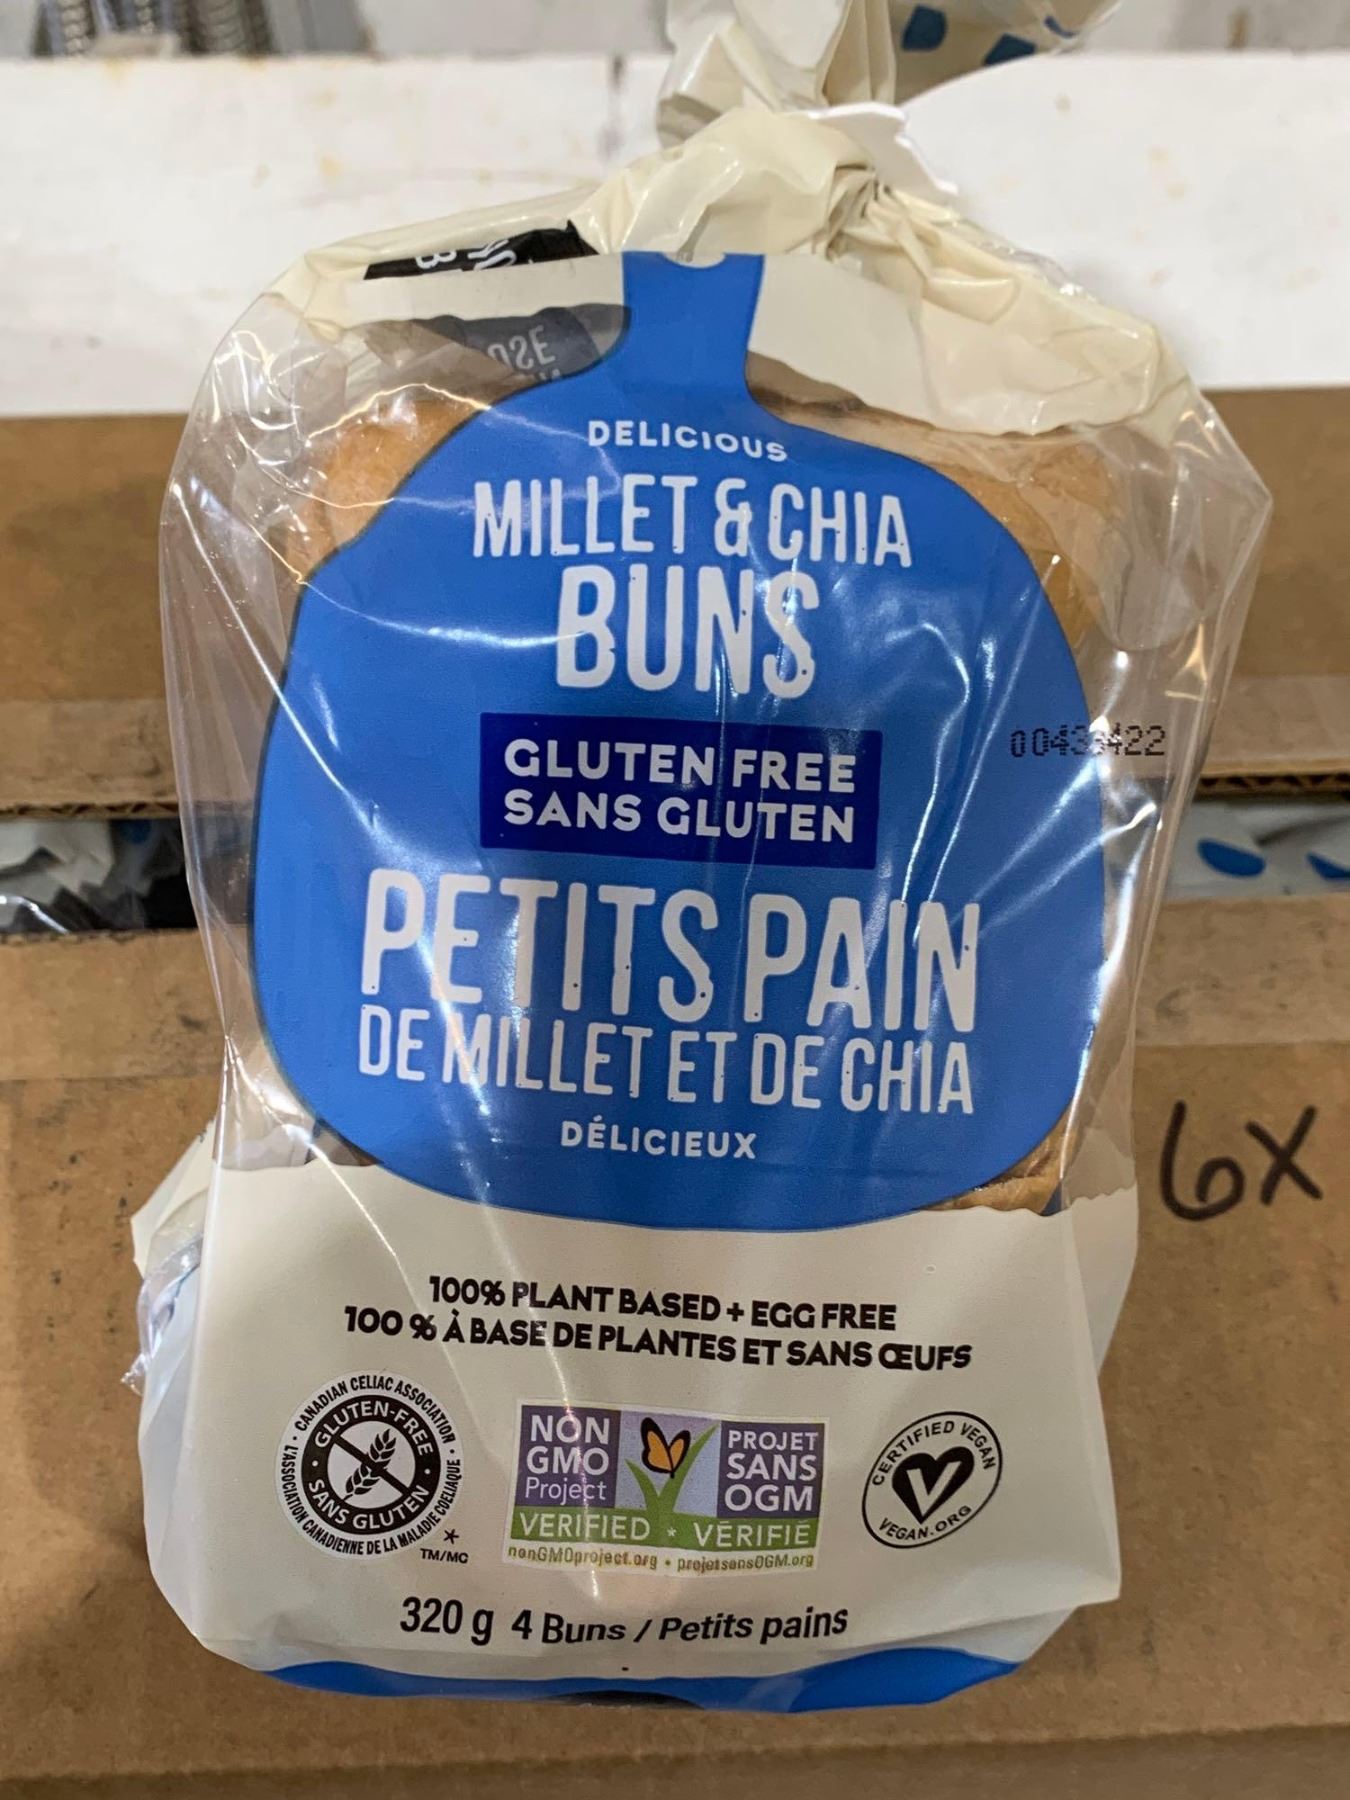 DELICIOUS
MILLET & CHIA
BUNS
GLUTEN FREE
SANS GLUTEN
PETITS PAIN
DE MILLET ET DE CHIA
DÉLICIEUX
100% PLANT BASED + EGG FREE
100 % À BASE DE PLANTES ET SANS ŒUFS
CANADIAN CELIAC ASSOCIATION
GLUTEN-FREE
SANS GLUTEN
L'ASSOCIATION CANADIENNE DE LA MALADIE COELIAQUE
TM/MC
NON
GMO
Project
PROJET
SANS
OGM
VERIFIED * VÉRIFIÉ
nonGMOproject.org • projetsansOGM.org
CERTIFIED VEGAN
V
VEGAN.ORG
320 g 4 Buns / Petits pains
6X